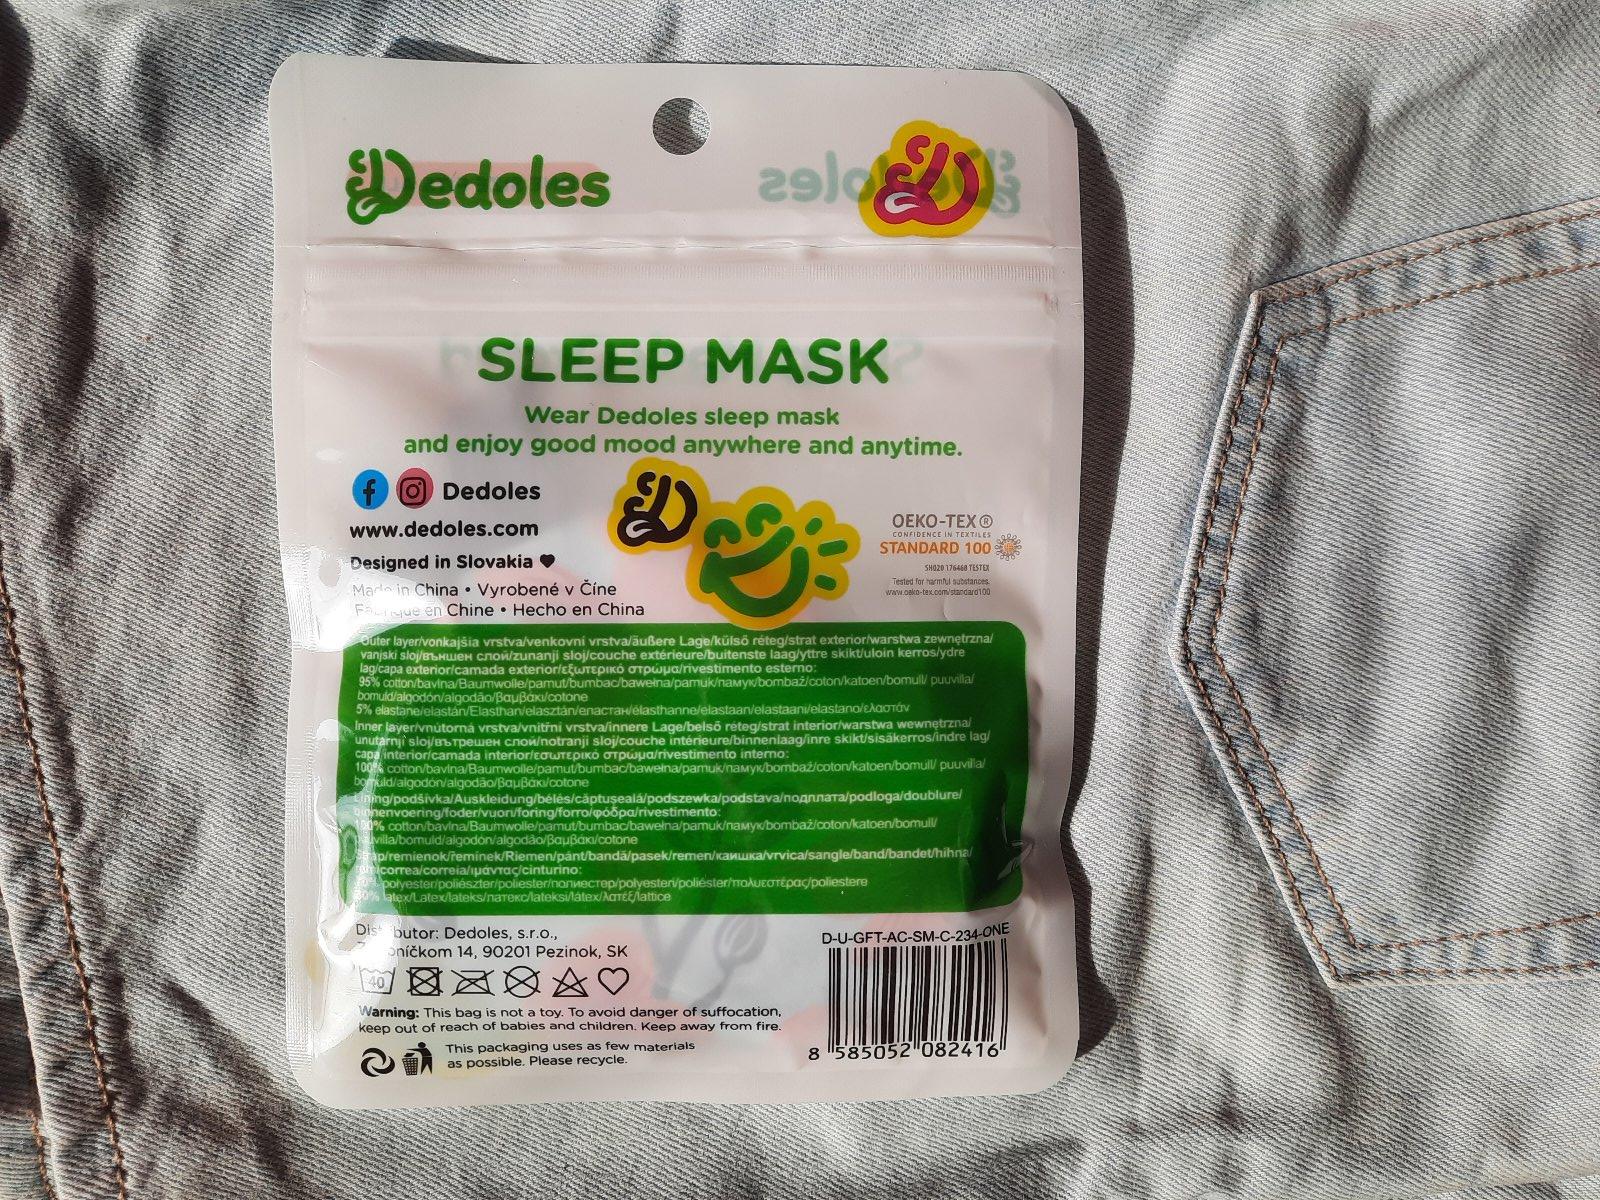 Dedoles
SLEEP MASK
Wear Dedoles sleep mask
and enjoy good mood anywhere and anytime.
Dedoles
www.dedoles.com
Designed in Slovakia
Made in China • Vyrobené v Číne
Fabriqué en Chine • Hecho en China
OEKO-TEX®
CONFIDENCE IN TEXTILES
STANDARD 100
SH020 176468 TESTEX
Tested for harmful substances.
www.oeko-tex.com/standard100
Outer layer/vonkajšia vrstva/venkovní vrstva/äußere Lage/külső réteg/strat exterior/warstwa zewnętrzna/
vanjski sloj/външен слой/zunanji sloj/couche extérieure/buitenste laag/yttre skikt/uloin kerros/ydre
lag/capa exterior/camada exterior/εξωτερικό στρώμα/rivestimento esterno:
95% cotton/bavlna/Baumwolle/pamut/bumbac/bawełna/pamuk/памук/bombaž/coton/katoen/bomull/ puuvilla/
bomuld/algodón/algodão/βαμβάκι/cotone
5% elastane/elastán/Elasthan/elasztán/еластан/élasthanne/elastaan/elastaani/elastano/ελαστάν
Inner layer/vnútorná vrstva/vnitřní vrstva/innere Lage/belső réteg/strat interior/warstwa wewnętrzna/
unutarnji sloj/вътрешен слой/notranji sloj/couche intérieure/binnenlaag/inre skikt/sisäkerros/indre lag/
capa interior/camada interior/εσωτερικό στρώμα/rivestimento interno:
100% cotton/bavlna/Baumwolle/pamut/bumbac/bawełna/pamuk/памук/bombaž/coton/katoen/bomull/ puuvilla/
bomuld/algodón/algodão/βαμβάκι/cotone
Lining/podšívka/Auskleidung/bélés/căptușeală/podszewka/podstava/подплата/podloga/doublure/
binnenvoering/foder/vuori/foring/forro/φόδρα/rivestimento:
100% cotton/bavlna/Baumwolle/pamut/bumbac/bawełna/pamuk/памук/bombaž/coton/katoen/bomull/
puuvilla/bomuld/algodón/algodão/βαμβάκι/cotone
Strap/remienok/řemínek/Riemen/pánt/bandă/pasek/remen/каишка/vrvica/sangle/band/bandet/hihna/
correa/correia/ιμάντας/cinturino:
polyester/poliészter/poliester/полиестер/polyesteri/poliéster/πολυεστέρας/poliestere
latex/Latex/lateks/латекс/lateksi/látex/λατέξ/lattice
Distributor: Dedoles, s.r.o.,
14, 90201 Pezinok, SK
40
Warning: This bag is not a toy. To avoid danger of suffocation,
keep out of reach of babies and children. Keep away from fire.
This packaging uses as few materials
as possible. Please recycle.
D-U-GFT-AC-SM-C-234-ONE
8 585052 082416